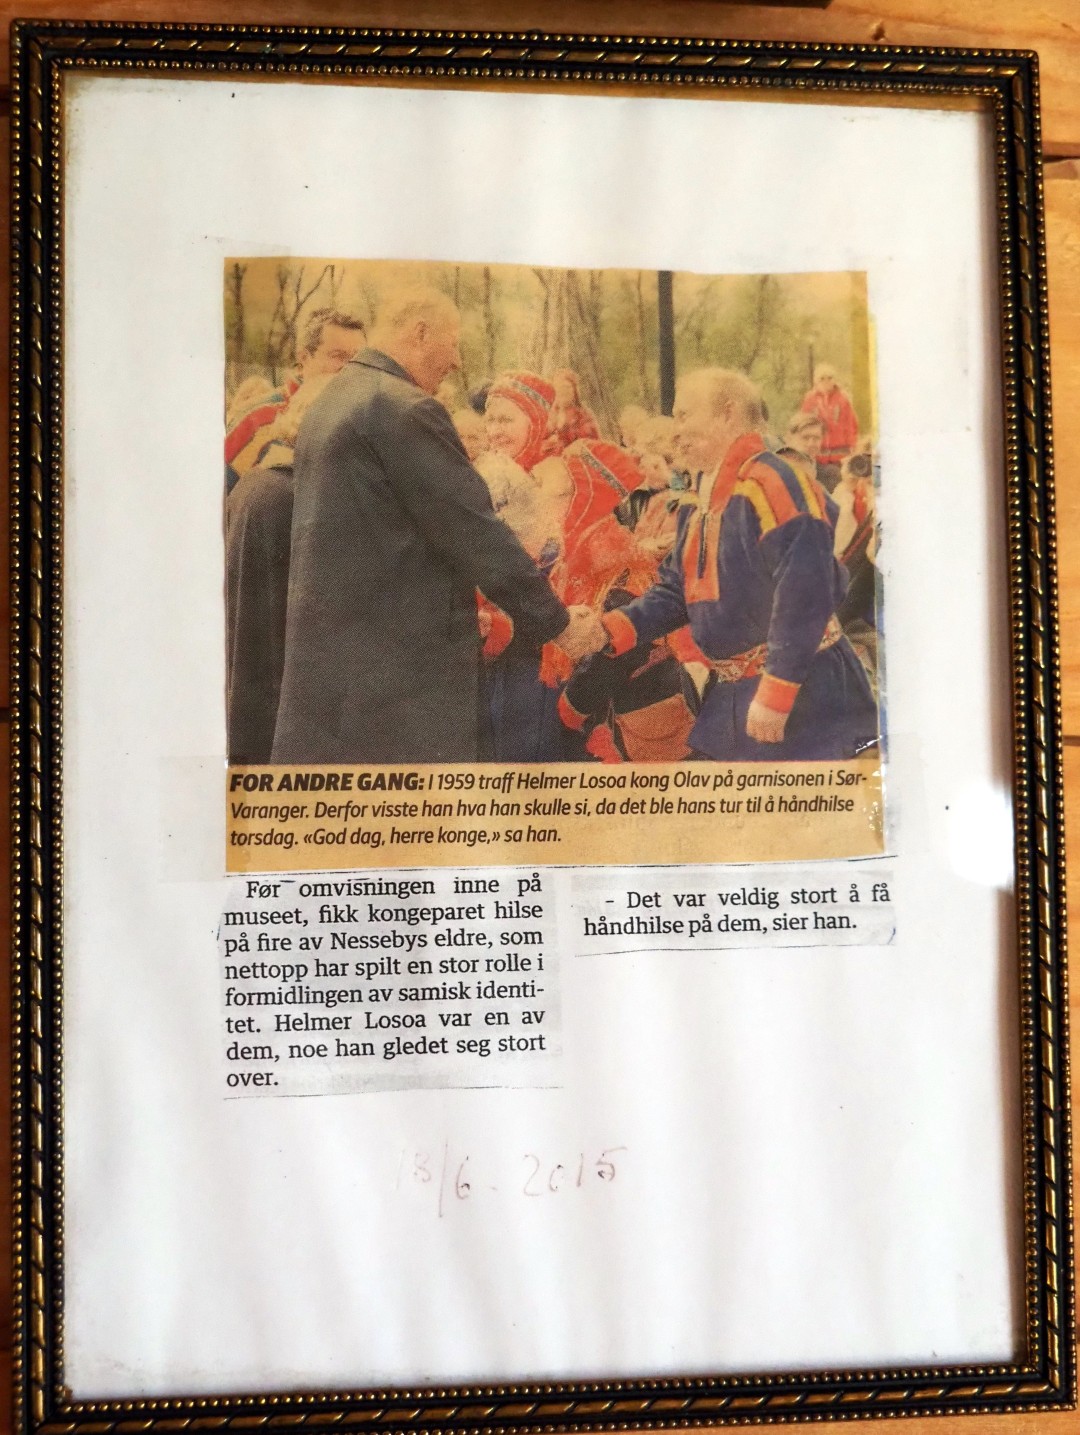 FOR ANDRE GANG: I 1959 traff Helmer Losoa kong Olav på garnisonen i Sør-
Varanger. Derfor visste han hva han skulle si, da det ble hans tur til å håndhilse
torsdag. «God dag, herre konge,» sa han.
Før omvisningen inne på
museet, fikk kongeparet hilse
på fire av Nessebys eldre, som
nettopp har spilt en stor rolle i
formidlingen av samisk identi-
tet. Helmer Losoa var en av
dem, noe han gledet seg stort
over.
- Det var veldig stort å få
håndhilse på dem, sier han.
18/6. 2015